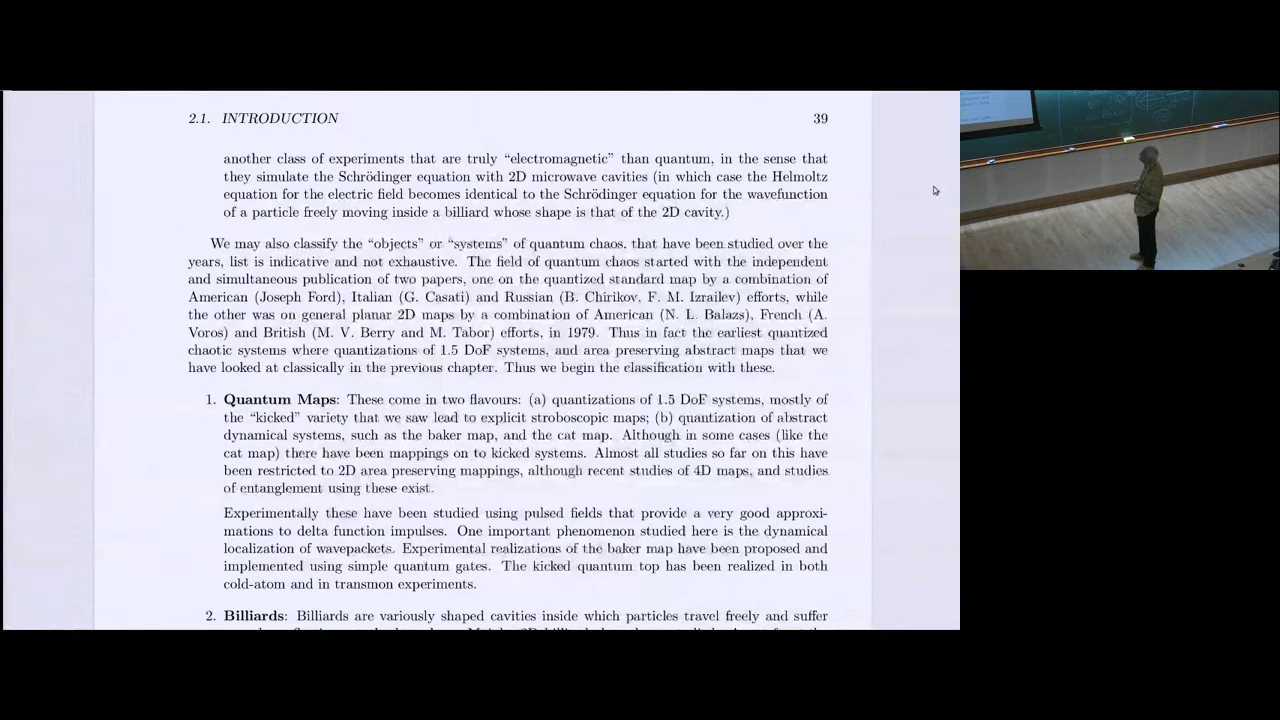 2.1. INTRODUCTION 39
another class of experiments that are truly “electromagnetic” than quantum, in the sense that
they simulate the Schrödinger equation with 2D microwave cavities (in which case the Helmoltz
equation for the electric field becomes identical to the Schrödinger equation for the wavefunction
of a particle freely moving inside a billiard whose shape is that of the 2D cavity.)
We may also classify the “objects” or “systems” of quantum chaos, that have been studied over the
years, list is indicative and not exhaustive. The field of quantum chaos started with the independent
and simultaneous publication of two papers, one on the quantized standard map by a combination of
American (Joseph Ford), Italian (G. Casati) and Russian (B. Chirikov, F. M. Izrailev) efforts, while
the other was on general planar 2D maps by a combination of American (N. L. Balazs), French (A.
Voros) and British (M. V. Berry and M. Tabor) efforts, in 1979. Thus in fact the earliest quantized
chaotic systems where quantizations of 1.5 DoF systems, and area preserving abstract maps that we
have looked at classically in the previous chapter. Thus we begin the classification with these.
1. Quantum Maps: These come in two flavours: (a) quantizations of 1.5 DoF systems, mostly of
the “kicked” variety that we saw lead to explicit stroboscopic maps; (b) quantization of abstract
dynamical systems, such as the baker map, and the cat map. Although in some cases (like the
cat map) there have been mappings on to kicked systems. Almost all studies so far on this have
been restricted to 2D area preserving mappings, although recent studies of 4D maps, and studies
of entanglement using these exist.
Experimentally these have been studied using pulsed fields that provide a very good approxi-
mations to delta function impulses. One important phenomenon studied here is the dynamical
localization of wavepackets. Experimental realizations of the baker map have been proposed and
implemented using simple quantum gates. The kicked quantum top has been realized in both
cold-atom and in transmon experiments.
2. Billiards: Billiards are variously shaped cavities inside which particles travel freely and suffer